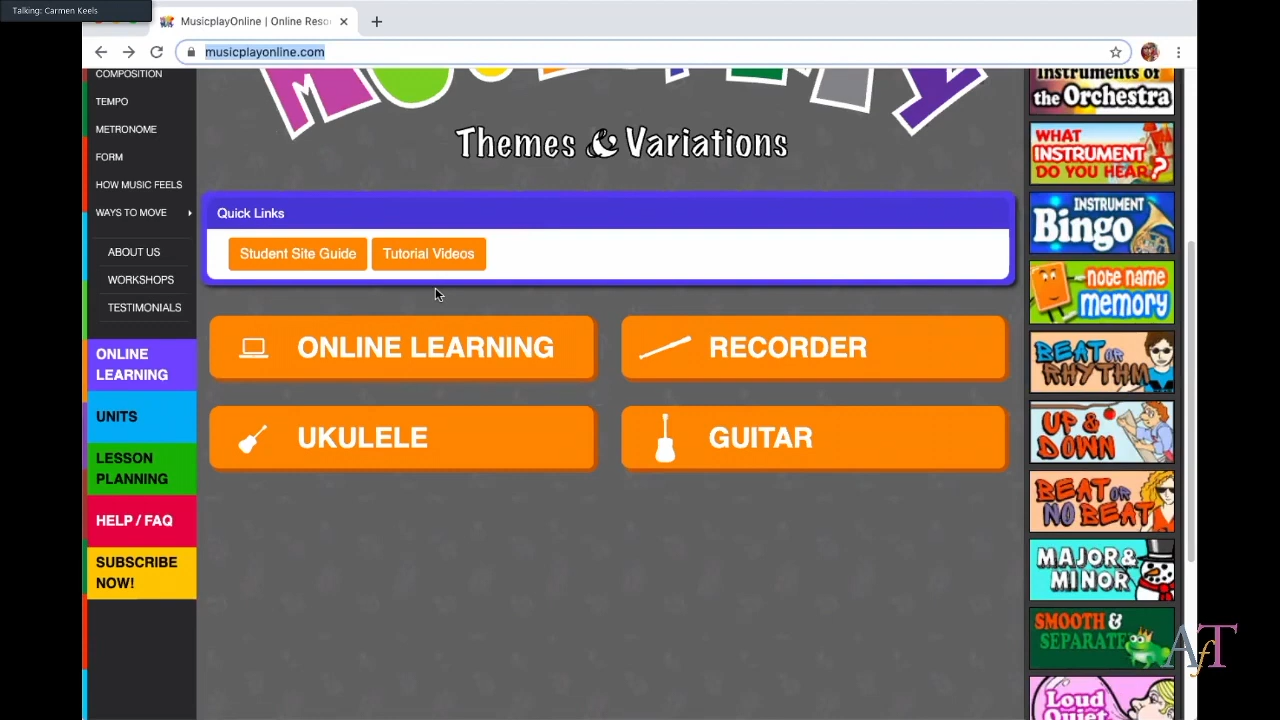 Talking: Carmen Keels
MusicplayOnline | Online Reso
musicplayonline.com
COMPOSITION
TEMPO
METRONOME
FORM
HOW MUSIC FEELS
WAYS TO MOVE
ABOUT US
WORKSHOPS
TESTIMONIALS
ONLINE
LEARNING
UNITS
LESSON
PLANNING
HELP / FAQ
SUBSCRIBE
NOW!
Themes & Variations
Quick Links
Student Site Guide
Tutorial Videos
ONLINE LEARNING
RECORDER
UKULELE
GUITAR
Instruments of
the Orchestra
WHAT
INSTRUMENT
DO YOU HEAR?
INSTRUMENT
Bingo
note name
memory
BEAT OR
RHYTHM
UP &
DOWN
BEAT OR
NO BEAT
MAJOR &
MINOR
SMOOTH &
SEPARATE
Loud
Quiet
AfT